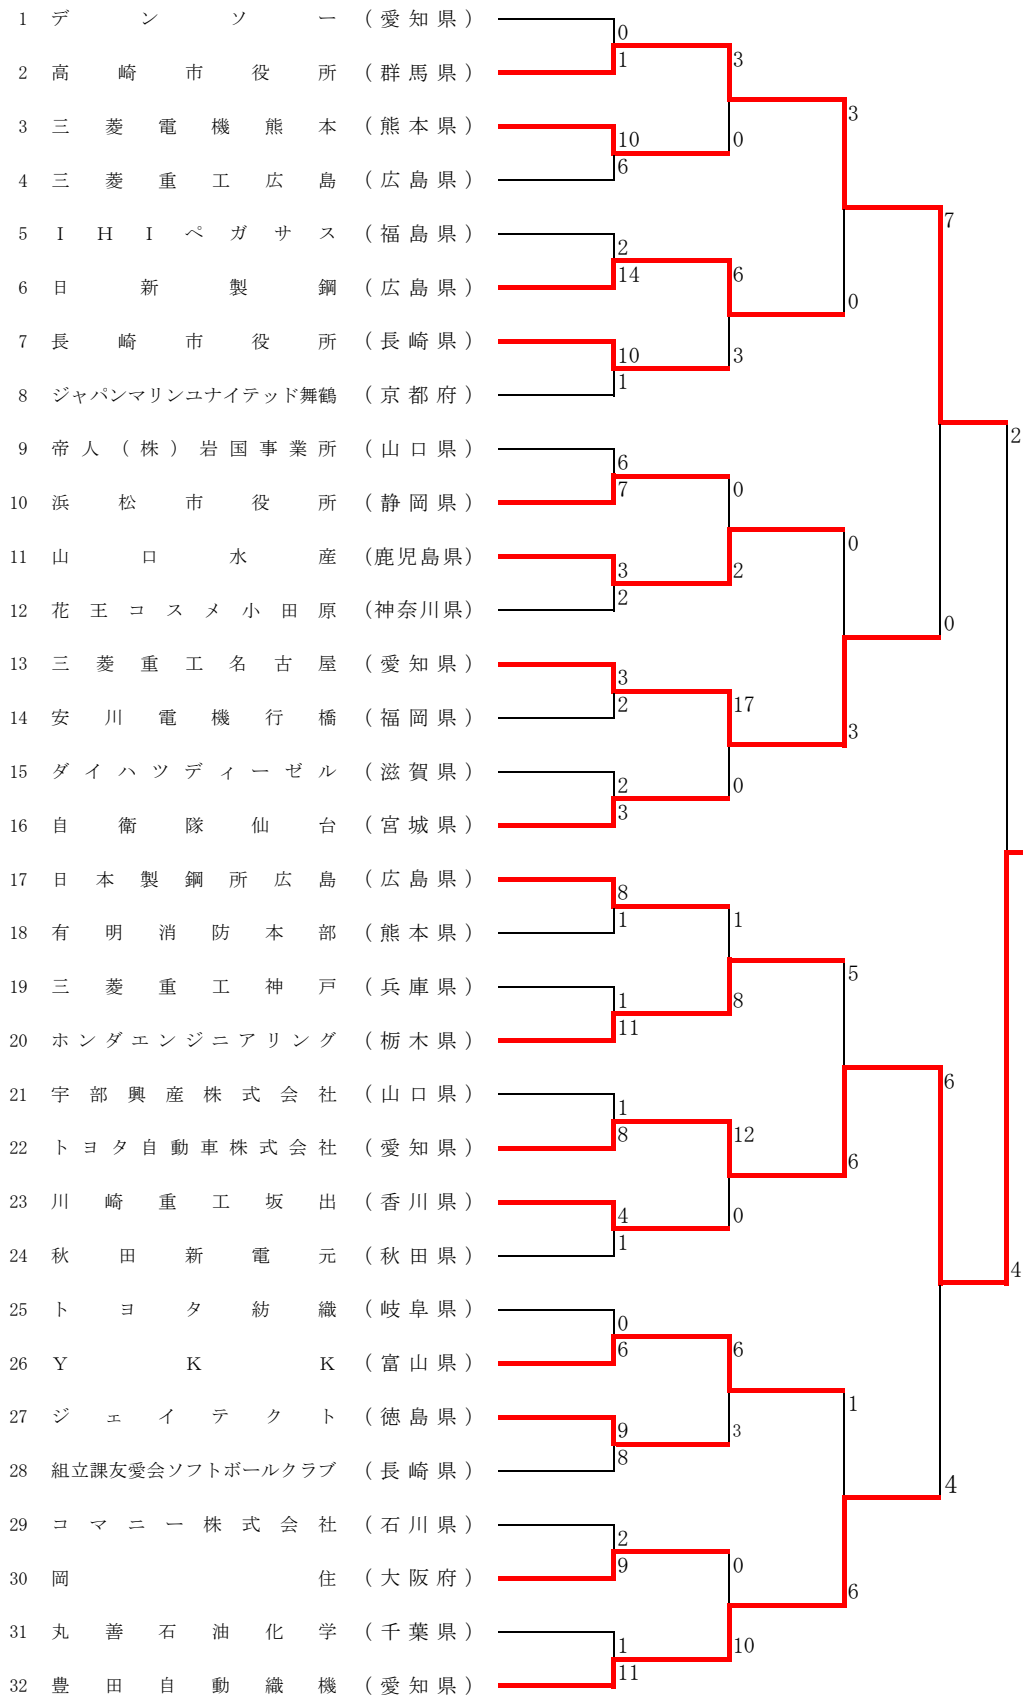 1 デンソー (愛知県)
0
1
3
2 高崎市役所 (群馬県)
3
3 三菱電機熊本 (熊本県)
10
6
0
4 三菱重工広島 (広島県)
7
5 IHIペガサス (福島県)
2
14
6
6 日新製鋼 (広島県)
0
7 長崎市役所 (長崎県)
10
1
3
8 ジャパンマリンユナイテッド舞鶴 (京都府)
2
9 帝人(株)岩国事業所 (山口県)
6
7
0
10 浜松市役所 (静岡県)
0
11 山口水産 (鹿児島県)
3
2
2
12 花王コスメ小田原 (神奈川県)
0
13 三菱重工名古屋 (愛知県)
3
2
17
14 安川電機行橋 (福岡県)
3
15 ダイハツディーゼル (滋賀県)
2
3
0
16 自衛隊仙台 (宮城県)
17 日本製鋼所広島 (広島県)
8
1
1
18 有明消防本部 (熊本県)
5
19 三菱重工神戸 (兵庫県)
1
11
8
20 ホンダエンジニアリング (栃木県)
6
21 宇部興産株式会社 (山口県)
1
8
12
22 トヨタ自動車株式会社 (愛知県)
6
23 川崎重工坂出 (香川県)
4
1
0
24 秋田新電元 (秋田県)
4
25 トヨタ紡織 (岐阜県)
0
6
6
26 YKK (富山県)
1
27 ジェイテクト (徳島県)
9
8
3
28 組立課友愛会ソフトボールクラブ (長崎県)
4
29 コマニー株式会社 (石川県)
2
9
0
30 岡住 (大阪府)
6
31 丸善石油化学 (千葉県)
1
11
10
32 豊田自動織機 (愛知県)